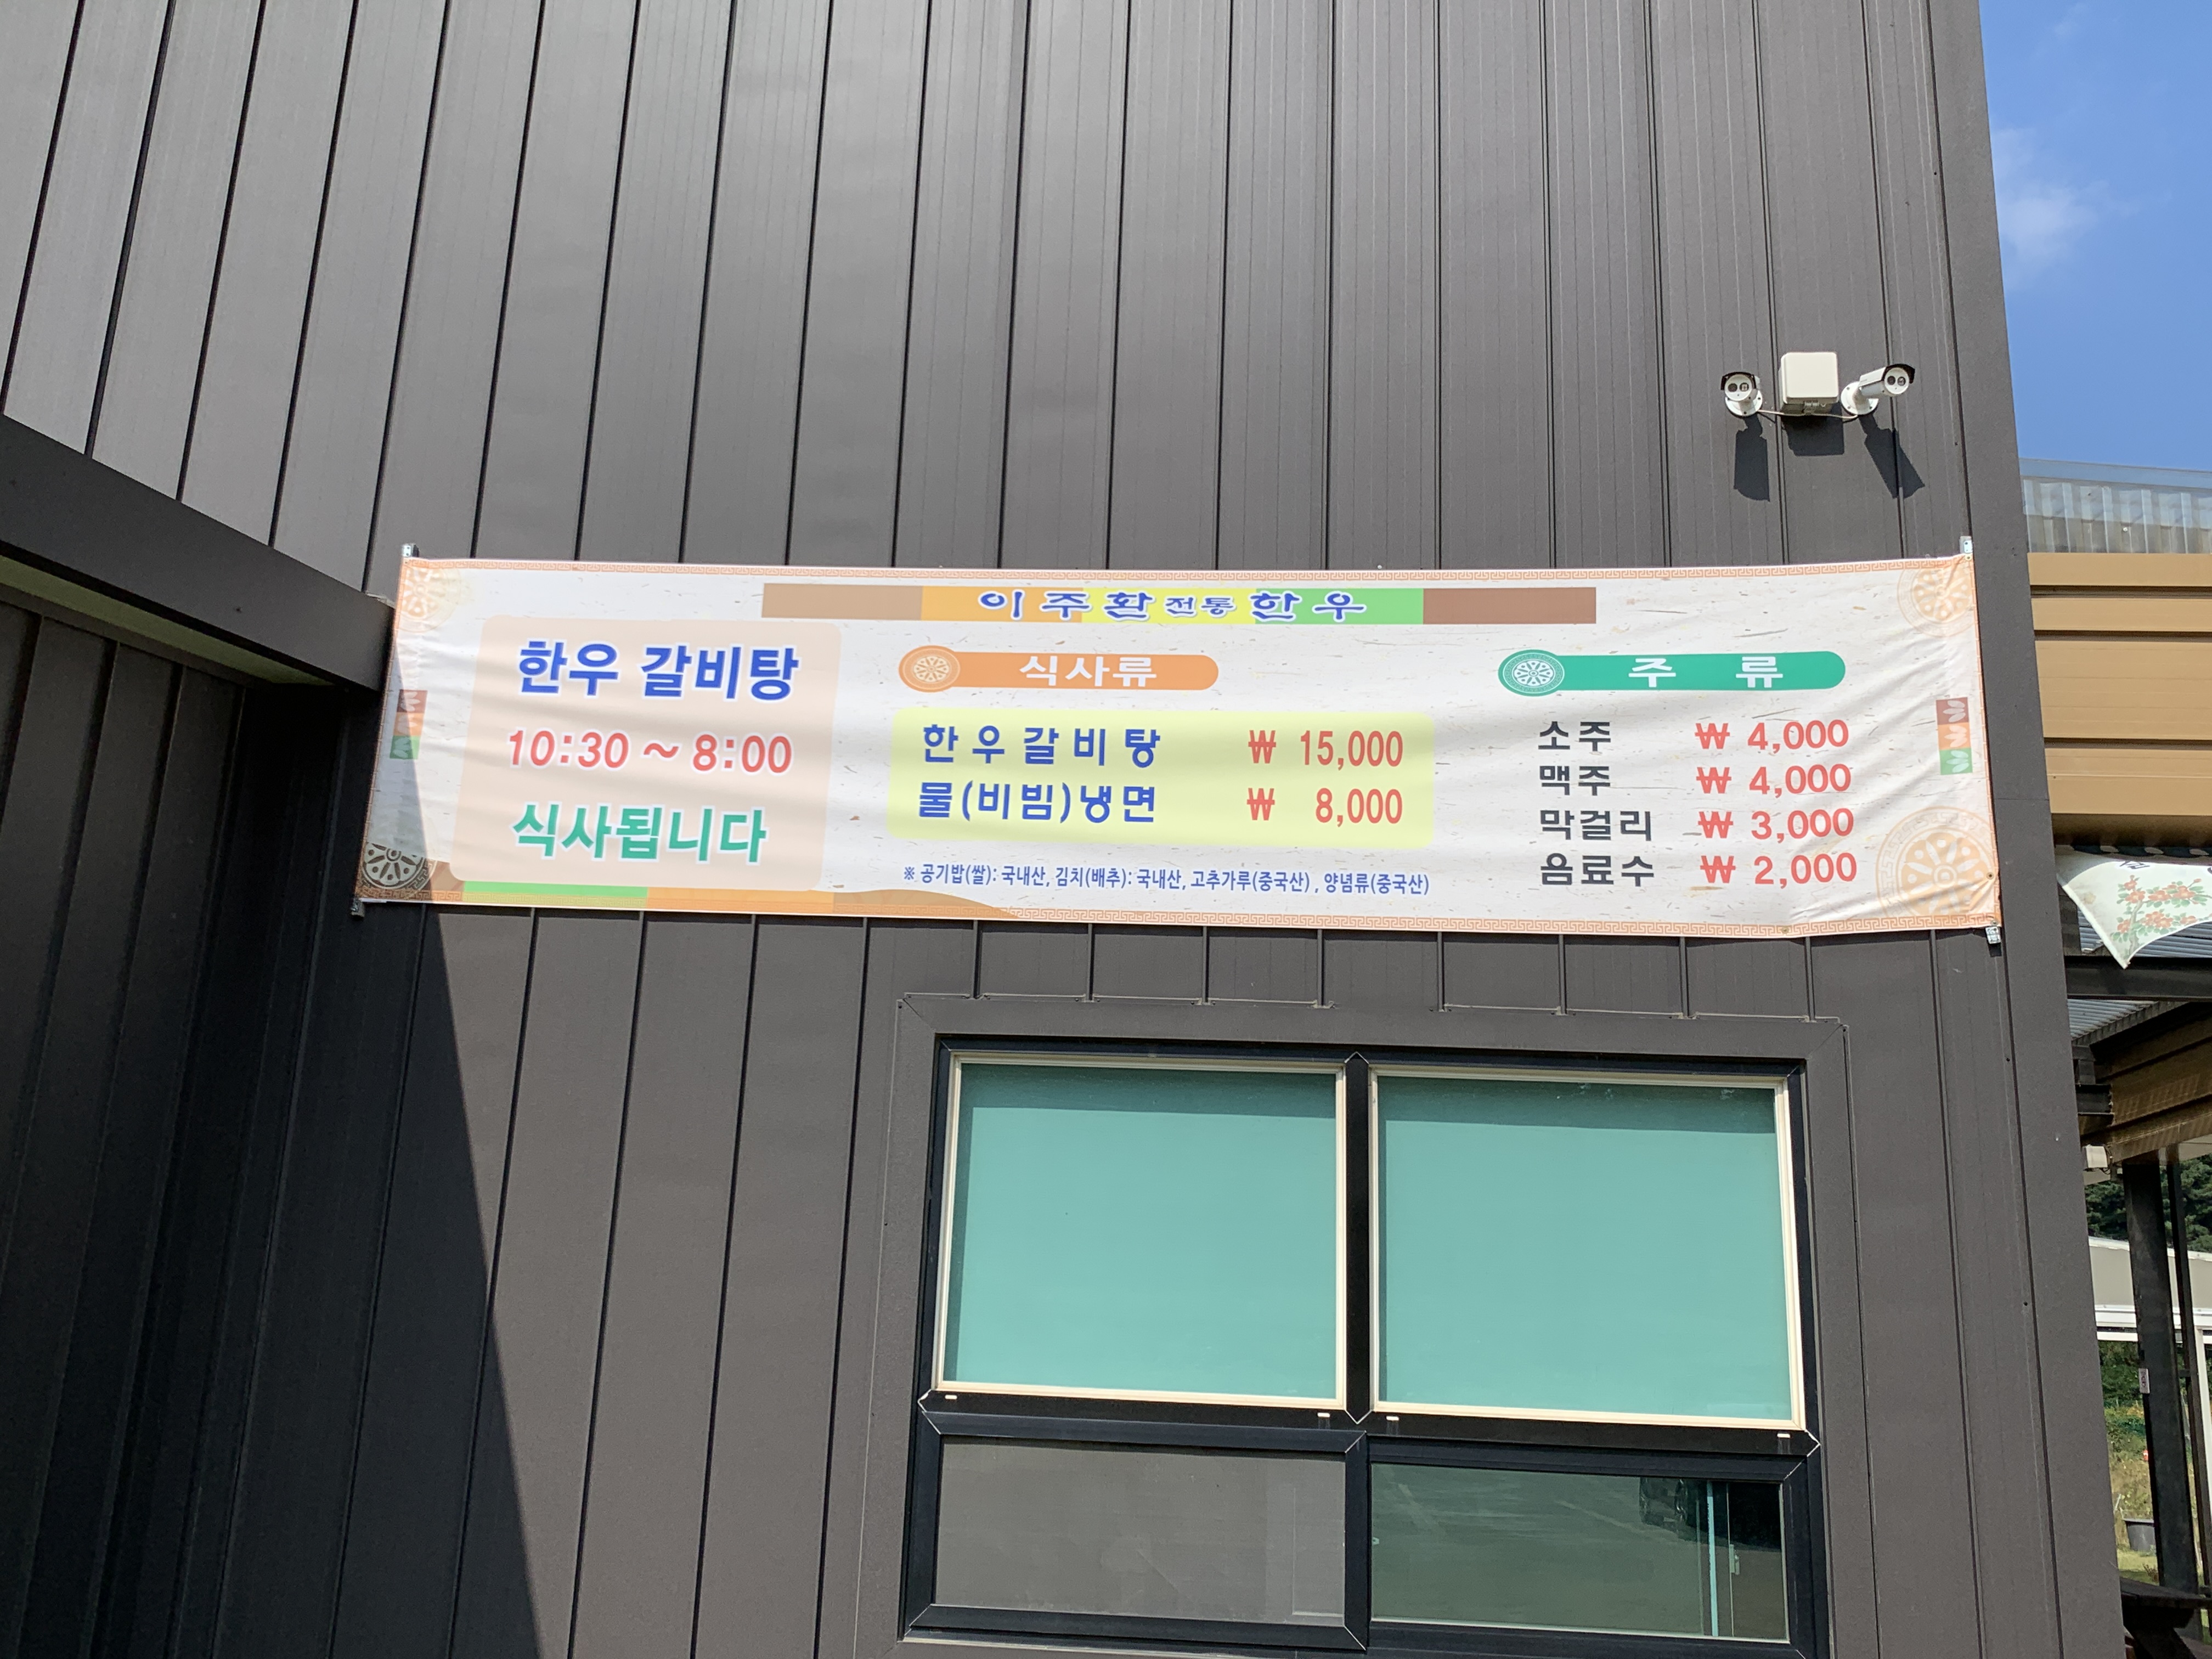 이주환전통한우
한우 갈비탕
10:30 ~ 8:00
식사됩니다
식사류
한우갈비탕 ₩ 15,000
물(비빔)냉면 ₩ 8,000
※ 공기밥(쌀): 국내산, 김치(배추): 국내산, 고추가루(중국산) , 양념류(중국산)
주 류
소주 ₩ 4,000
맥주 ₩ 4,000
막걸리 ₩ 3,000
음료수 ₩ 2,000